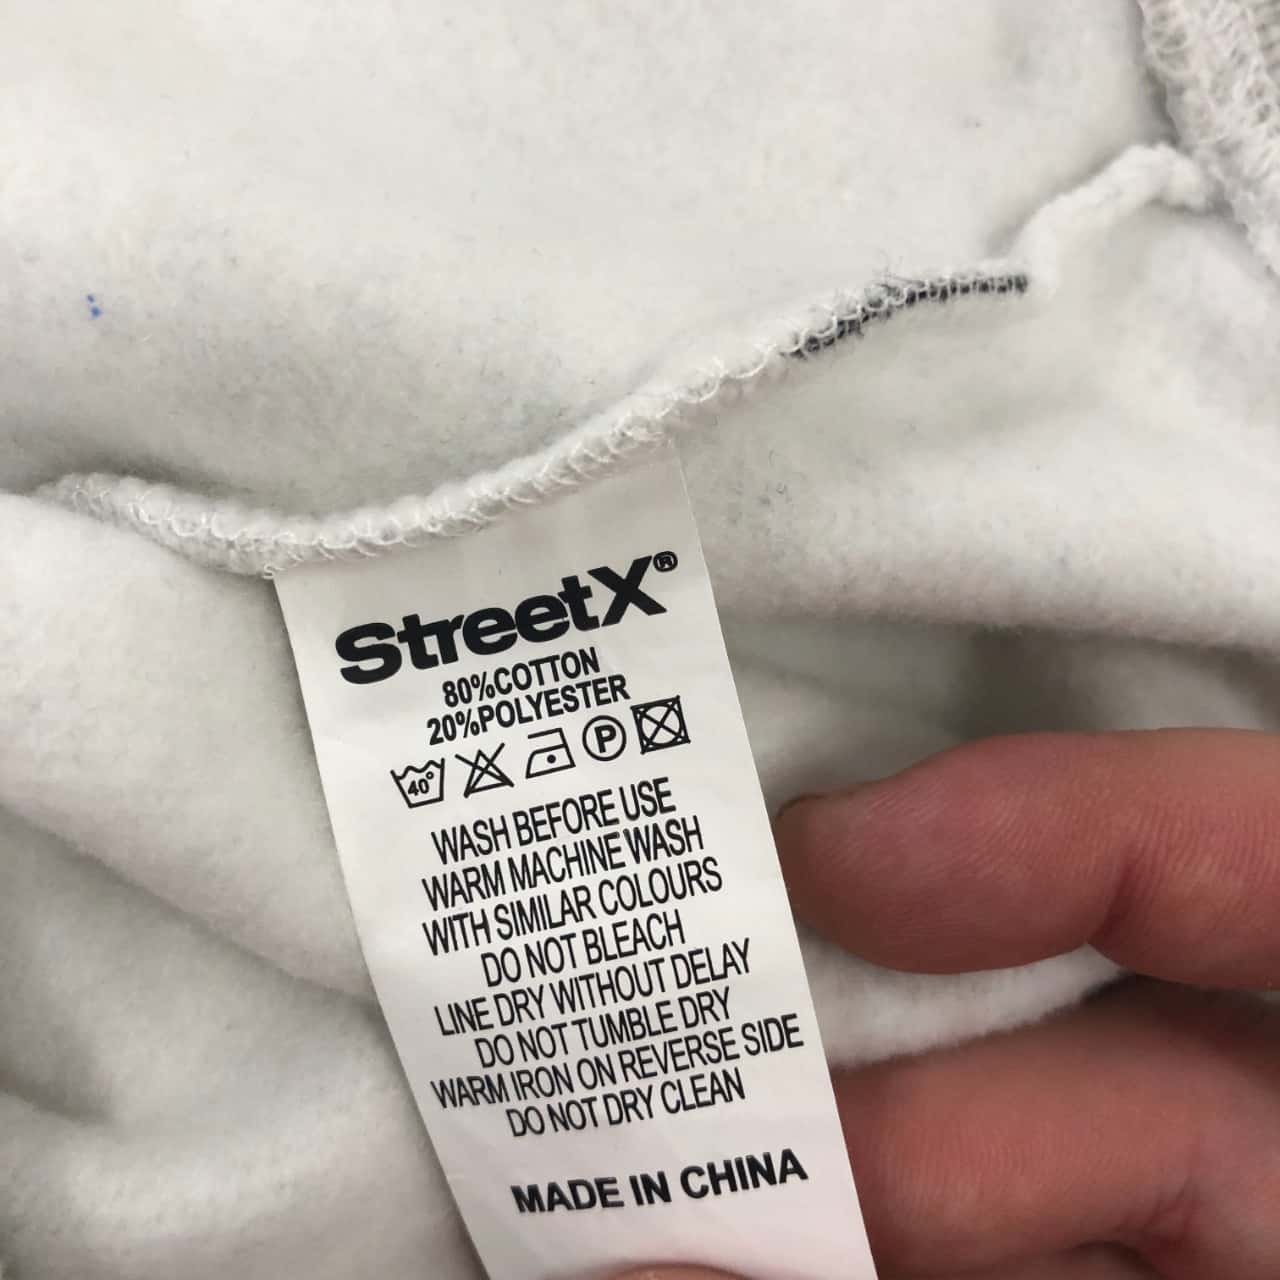 StreetX®
80%COTTON
20%POLYESTER
40° P
WASH BEFORE USE
WARM MACHINE WASH
WITH SIMILAR COLOURS
DO NOT BLEACH
LINE DRY WITHOUT DELAY
DO NOT TUMBLE DRY
WARM IRON ON REVERSE SIDE
DO NOT DRY CLEAN
MADE IN CHINA